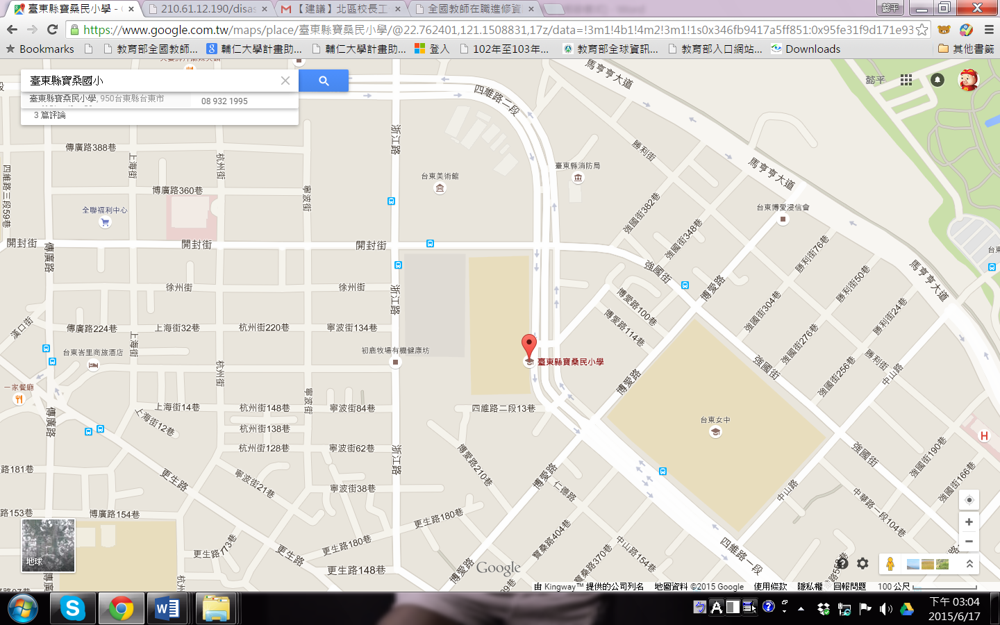 臺東縣寶桑民小學 - G
210.61.12.190/disas
【建議】北區校長工
全國教師在職進修資
懿平
https://www.google.com.tw/maps/place/臺東縣寶桑民小學/@22.762401,121.1508831,17z/data=!3m1!4b1!4m2!3m1!1s0x346fb9417a5ff851:0x95fe31f9d171e93
Bookmarks
教育部全國教師...
輔仁大學計畫助...
輔仁大學計畫助...
登入
102年至103年...
教育部全球資訊...
教育部入口網站...
Downloads
其他書籤
臺東縣寶桑國小
臺東縣寶桑民小學, 950台東縣台東市
08 932 1995
3 篇評論
懿平
四維路二段
馬亨亨大道
浙江路
傳廣路388巷
上海街
杭州街
勝利街
臺東縣消防局
馬亨亨大道
四維路三段59巷
台東美術館
博廣路360巷
寧波街
強國街382巷
台東博愛浸信會
全聯福利中心
強國街348巷
開封街
開封街
開封街
勝利街76巷
傳廣路
強國街
馬亨亨大道
勝利街50巷
徐州街
徐州街
浙江路
博愛路
博愛路100巷
強國街304巷
勝利街24巷
漢口街
傳廣路224巷
上海街32巷
杭州街220巷
寧波街134巷
博愛路114巷
強國街276巷
上海街
台東峇里商旅酒店
初鹿牧場有機健康坊
臺東縣寶桑民小學
強國街
強國街256巷
勝利街
中山路
杭州街
博愛路
一家餐廳
上海街14巷
杭州街148巷
寧波街
寧波街84巷
四維路二段13巷
傳廣路
上海街12巷
杭州街138巷
台東女中
H
杭州街128巷
寧波街62巷
浙江路
博愛路210巷
強國街
強國街190巷
路181巷
更生路
寧波街21巷
博愛路
仁德路
中山路
強國街166巷
寧波街38巷
中華路一段104巷
路153巷
博廣路154巷
更生路180巷
更生路180巷
寶桑路404巷
更生路773巷
更生路
中山路154巷
寶桑路370巷
四維路一段
地球
杭州街
更生路148巷
博愛路
Google
由 Kingway™ 提供的公司列名
地圖資料 ©2015 Google
使用條款
隱私權
回報問題
100 公尺
下午 03:04
2015/6/17